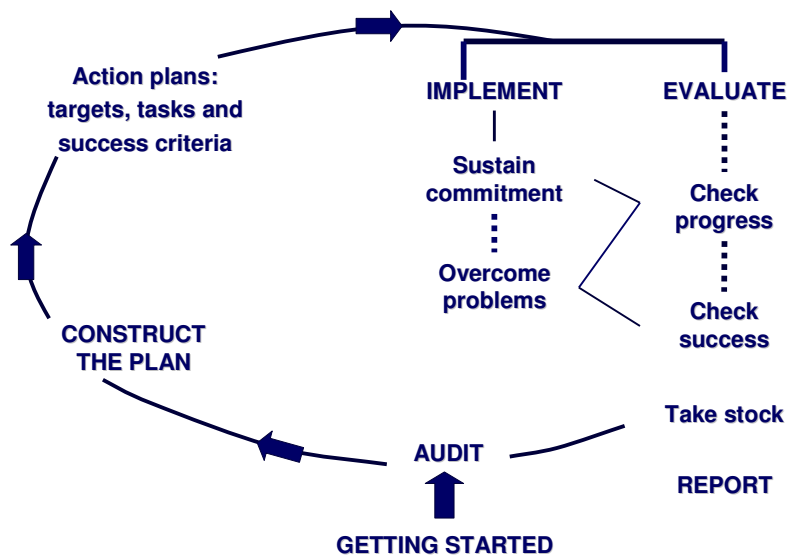 Action plans:
targets, tasks and
success criteria
IMPLEMENT
EVALUATE
Sustain
commitment
Check
progress
Overcome
problems
Check
success
CONSTRUCT
THE PLAN
Take stock
AUDIT
REPORT
GETTING STARTED